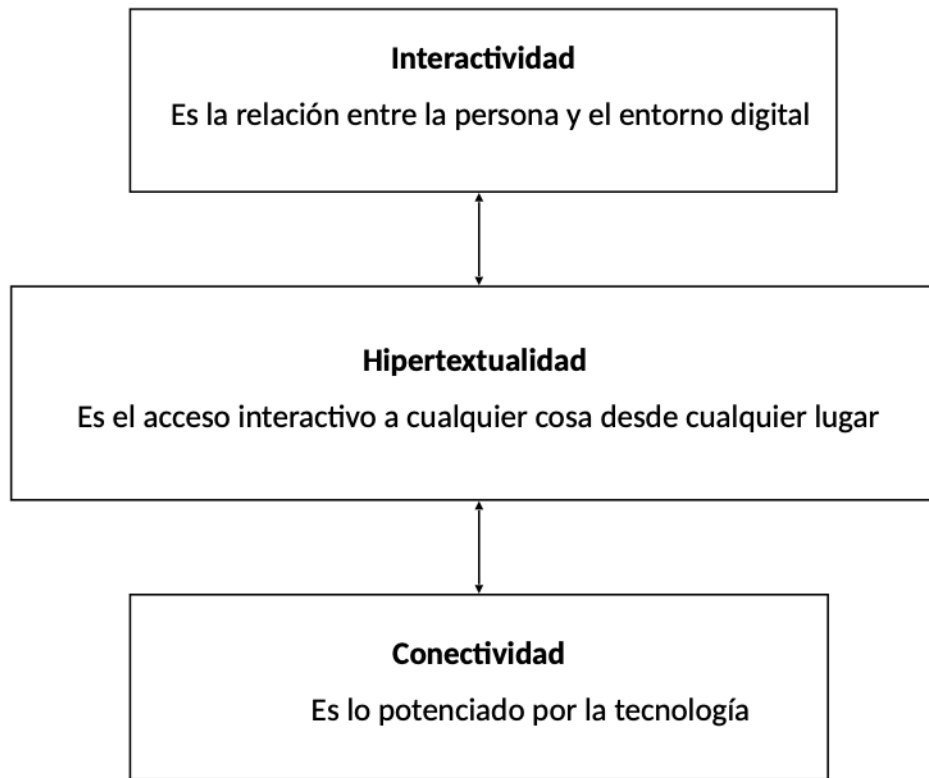 Interactividad
Es la relación entre la persona y el entorno digital
Hipertextualidad
Es el acceso interactivo a cualquier cosa desde cualquier lugar
Conectividad
Es lo potenciado por la tecnología